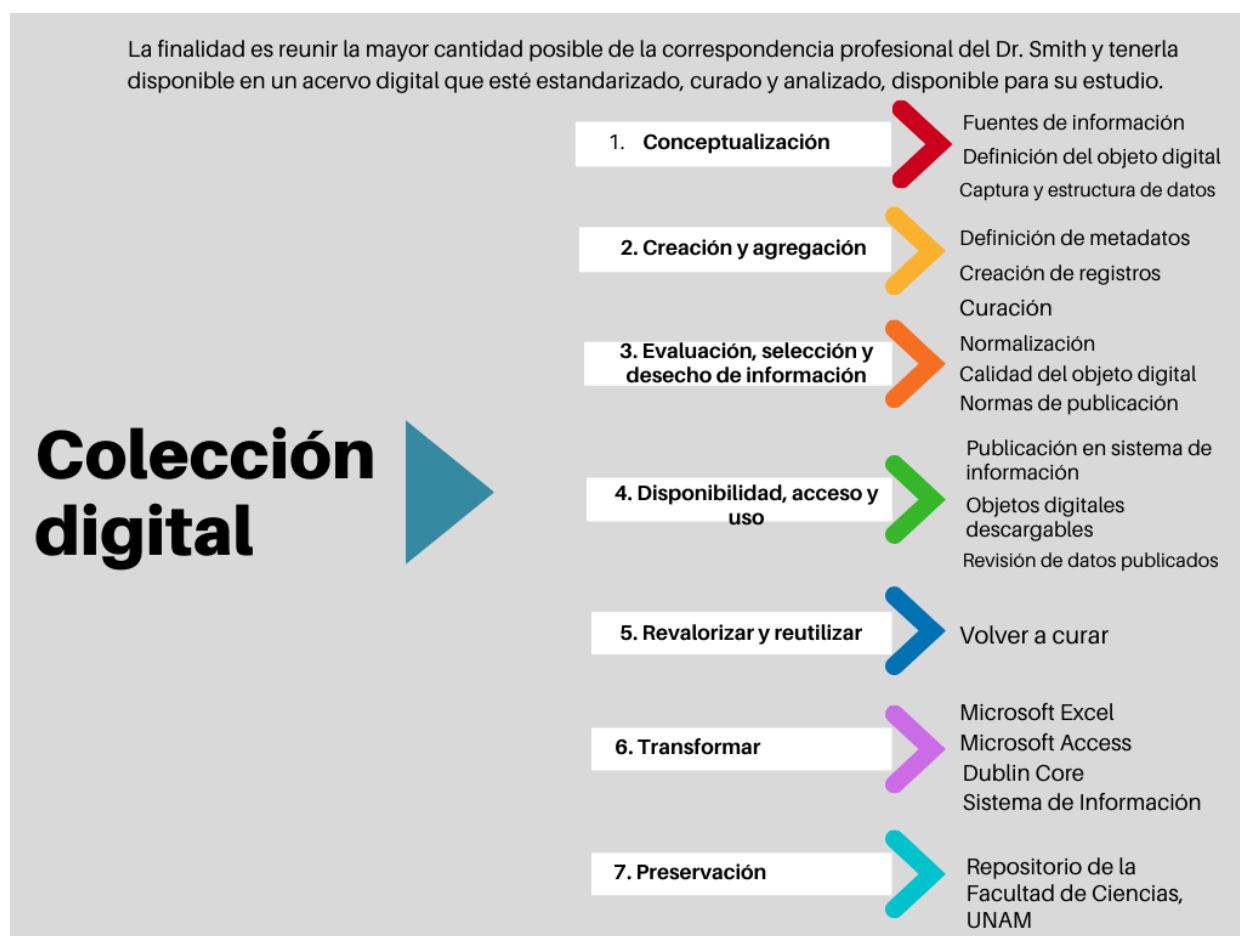 La finalidad es reunir la mayor cantidad posible de la correspondencia profesional del Dr. Smith y tenerla
disponible en un acervo digital que esté estandarizado, curado y analizado, disponible para su estudio.
Colección
digital
1. Conceptualización
Fuentes de información
Definición del objeto digital
Captura y estructura de datos
2. Creación y agregación
Definición de metadatos
Creación de registros
Curación
3. Evaluación, selección y
desecho de información
Normalización
Calidad del objeto digital
Normas de publicación
4. Disponibilidad, acceso y
uso
Publicación en sistema de
información
Objetos digitales
descargables
Revisión de datos publicados
5. Revalorizar y reutilizar
Volver a curar
6. Transformar
Microsoft Excel
Microsoft Access
Dublin Core
Sistema de Información
7. Preservación
Repositorio de la
Facultad de Ciencias,
UNAM